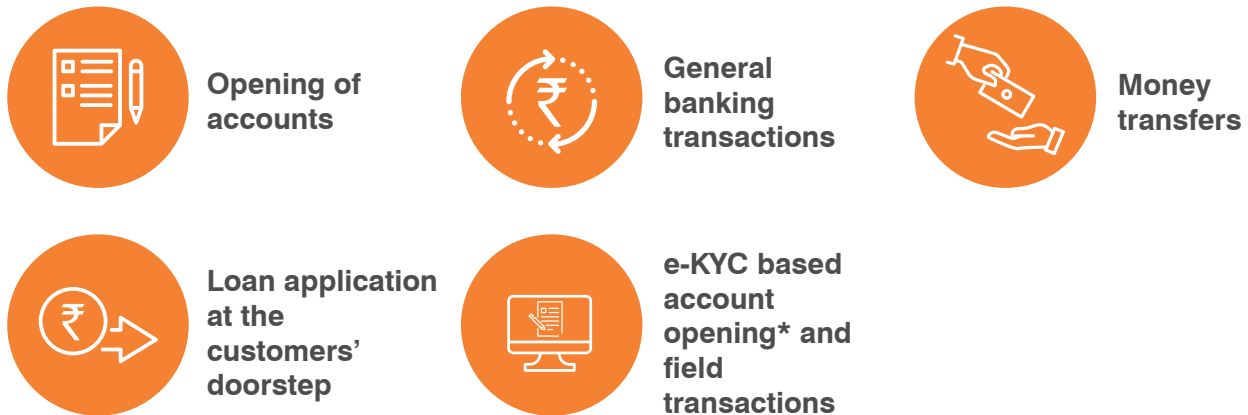 Opening of
accounts
General
banking
transactions
Money
transfers
Loan application
at the
customers’
doorstep
e-KYC based
account
opening* and
field
transactions
₹
₹